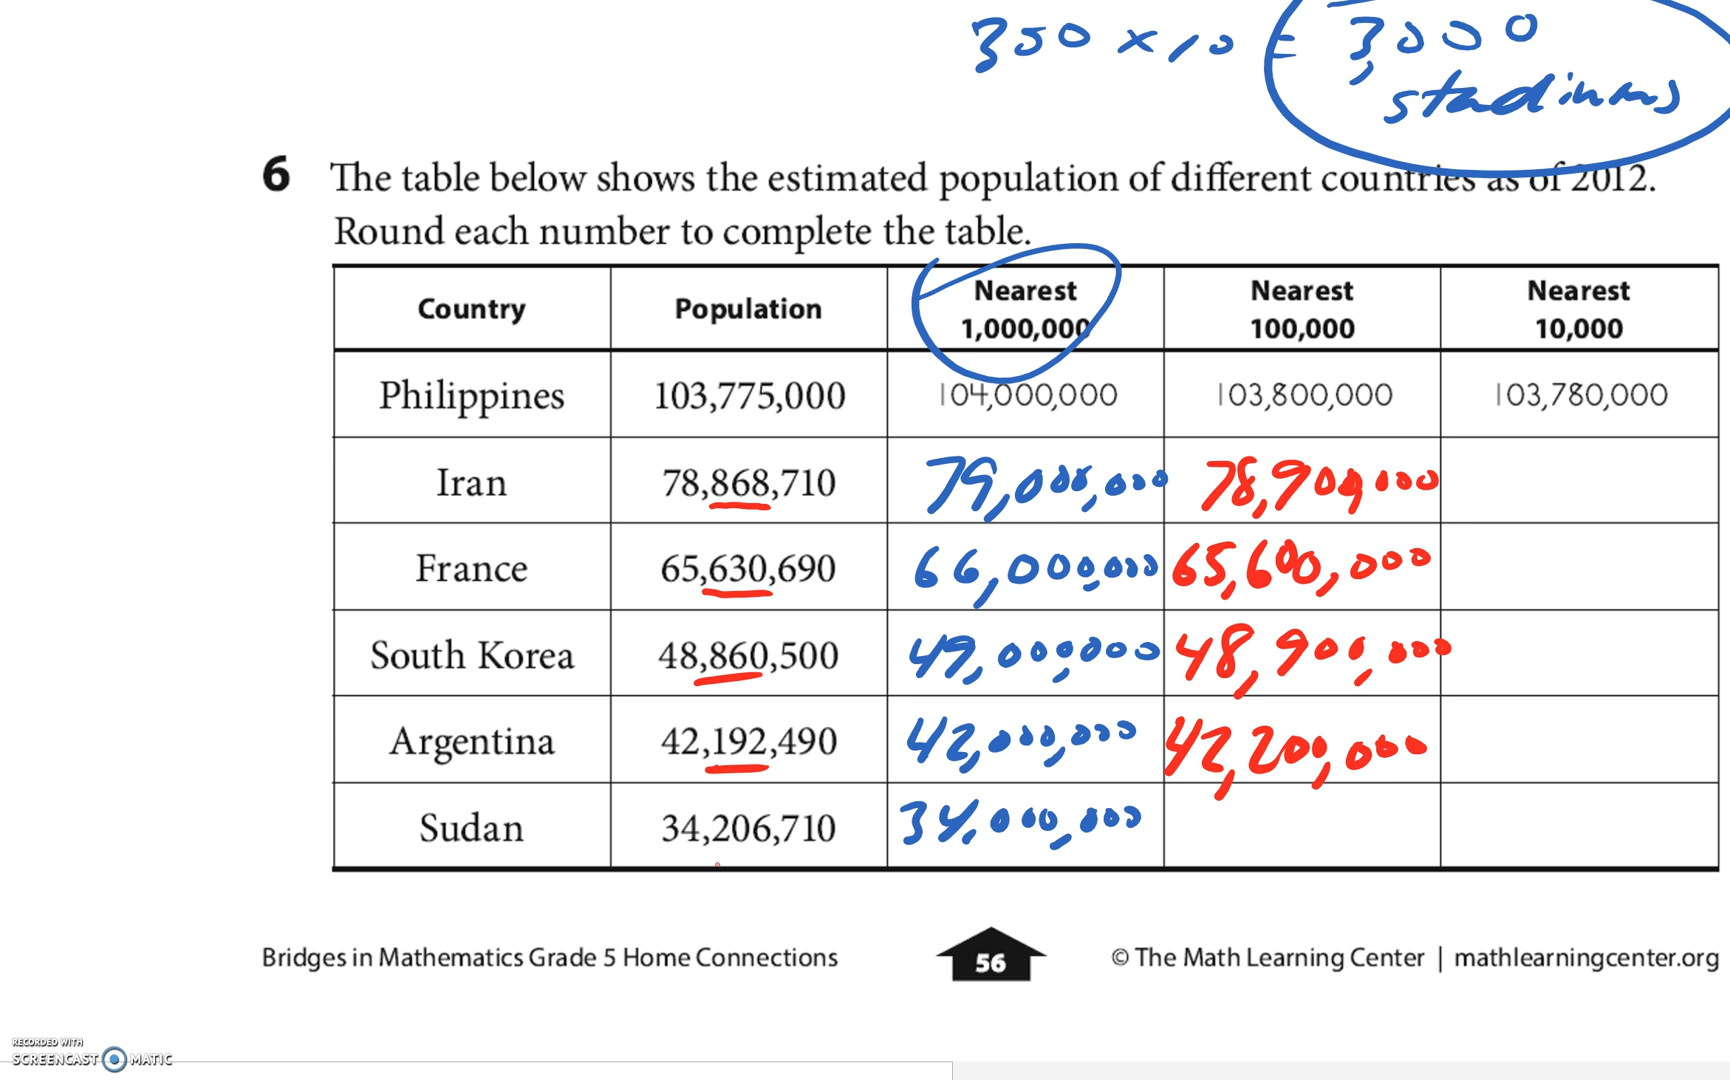 300 x 10 = 3,000
stadiums
6 The table below shows the estimated population of different countries as of 2012.
Round each number to complete the table.
Country Population Nearest 1,000,000 Nearest 100,000 Nearest 10,000
Philippines 103,775,000 104,000,000 103,800,000 103,780,000
Iran 78,868,710 79,000,000 78,900,000
France 65,630,690 66,000,000 65,600,000
South Korea 48,860,500 49,000,000 48,900,000
Argentina 42,192,490 42,000,000 42,200,000
Sudan 34,206,710 34,000,000
Bridges in Mathematics Grade 5 Home Connections 56 © The Math Learning Center | mathlearningcenter.org
RECORDED WITH
SCREENCAST MATIC